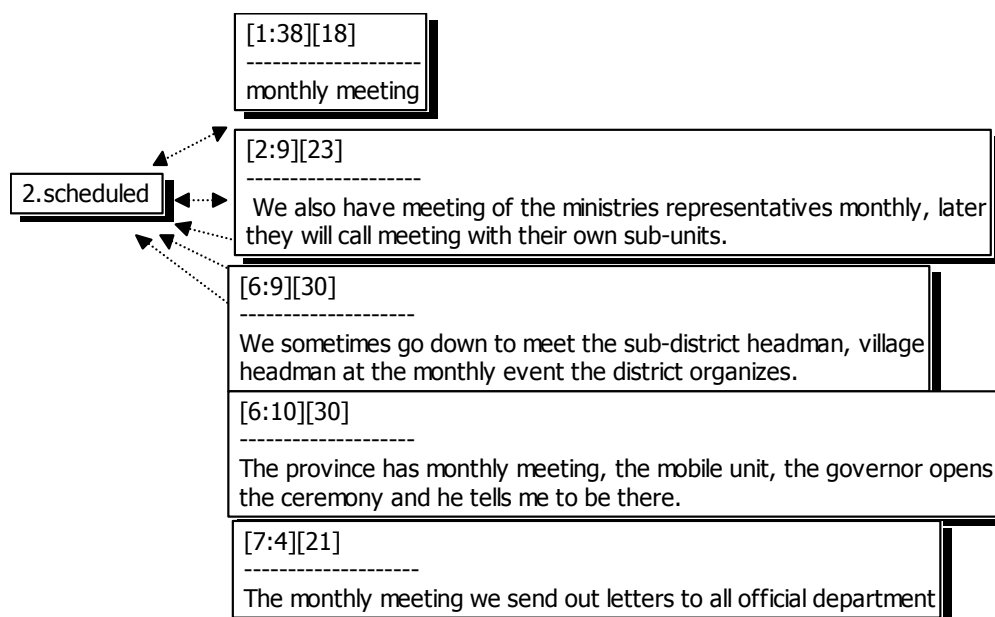 [1:38][18]
--------------------
monthly meeting
2.scheduled
[2:9][23]
--------------------
We also have meeting of the ministries representatives monthly, later
they will call meeting with their own sub-units.
[6:9][30]
--------------------
We sometimes go down to meet the sub-district headman, village
headman at the monthly event the district organizes.
[6:10][30]
--------------------
The province has monthly meeting, the mobile unit, the governor opens
the ceremony and he tells me to be there.
[7:4][21]
--------------------
The monthly meeting we send out letters to all official department